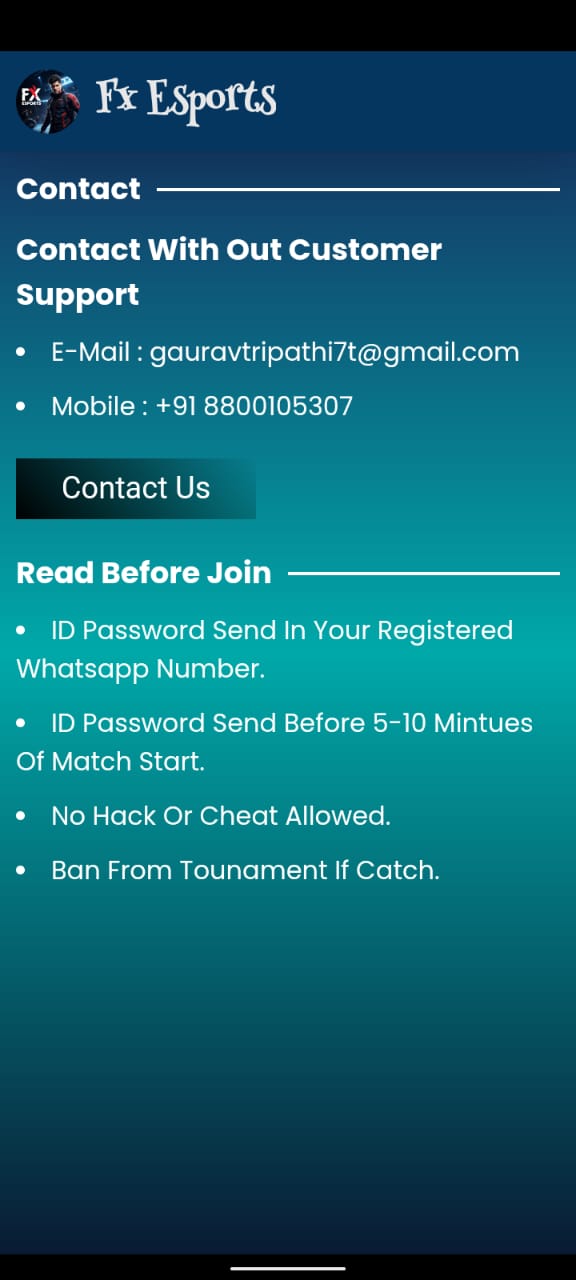 FX
ESPORTS
Fx Esports
Contact
Contact With Out Customer
Support
• E-Mail : gauravtripathi7t@gmail.com
• Mobile : +91 8800105307
Contact Us
Read Before Join
• ID Password Send In Your Registered
Whatsapp Number.
• ID Password Send Before 5-10 Mintues
Of Match Start.
• No Hack Or Cheat Allowed.
• Ban From Tounament If Catch.